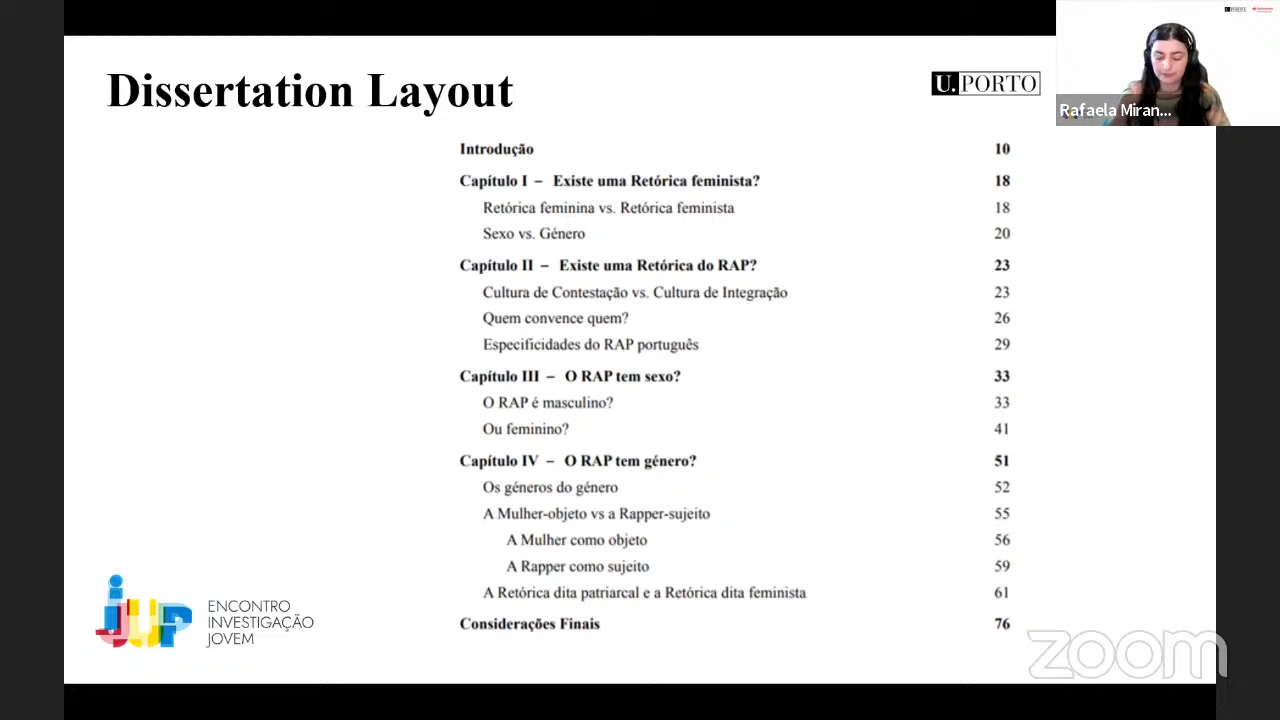 Dissertation Layout
U.PORTO
Rafaela Miran...
Introdução 10
Capítulo I – Existe uma Retórica feminista? 18
Retórica feminina vs. Retórica feminista 18
Sexo vs. Género 20
Capítulo II – Existe uma Retórica do RAP? 23
Cultura de Contestação vs. Cultura de Integração 23
Quem convence quem? 26
Especificidades do RAP português 29
Capítulo III – O RAP tem sexo? 33
O RAP é masculino? 33
Ou feminino? 41
Capítulo IV – O RAP tem género? 51
Os géneros do género 52
A Mulher-objeto vs a Rapper-sujeito 55
A Mulher como objeto 56
A Rapper como sujeito 59
A Retórica dita patriarcal e a Retórica dita feminista 61
Considerações Finais 76
ijUP
ENCONTRO
INVESTIGAÇÃO
JOVEM
zoom